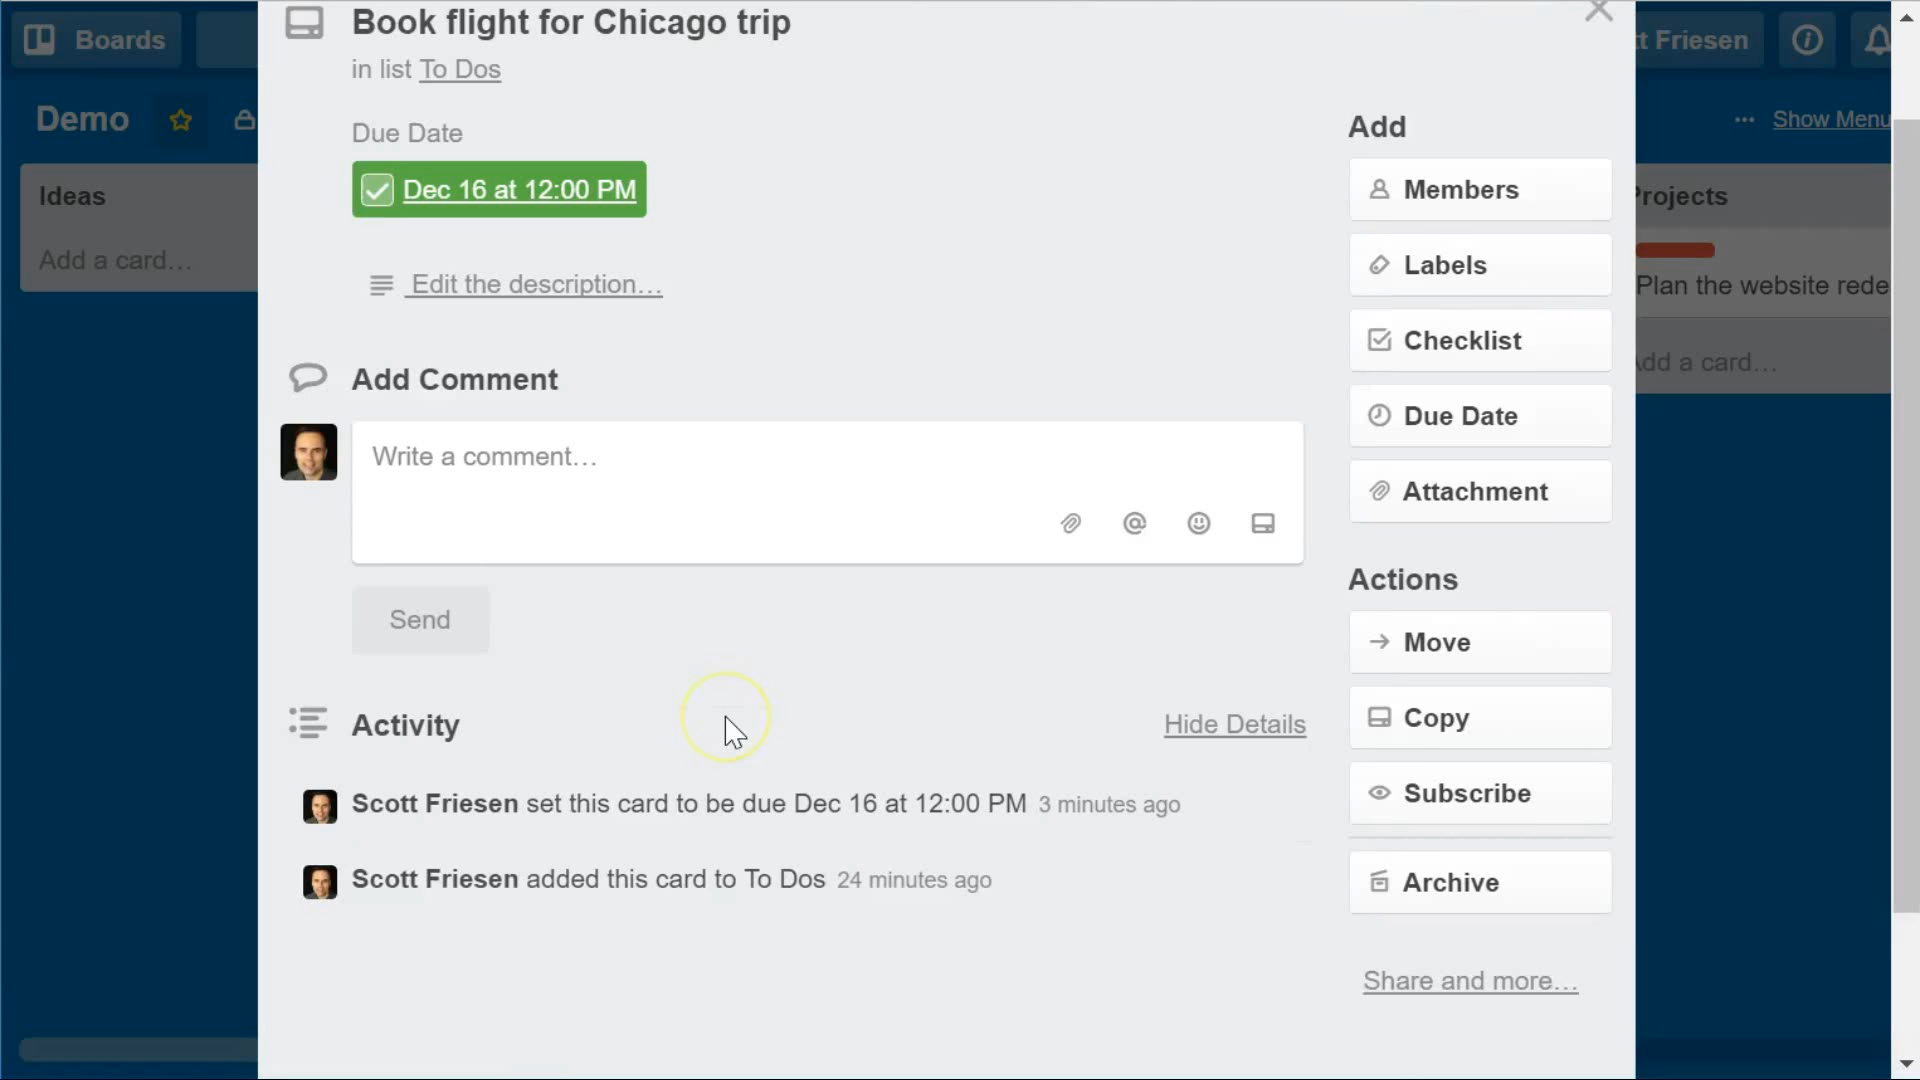 Book flight for Chicago trip
in list To Dos
Boards
t Friesen
Demo
Show Menu
Due Date
Dec 16 at 12:00 PM
Edit the description…
Ideas
Add a card…
Projects
Plan the website rede
dd a card…
Add Comment
Write a comment…
Send
Activity
Hide Details
Scott Friesen set this card to be due Dec 16 at 12:00 PM 3 minutes ago
Scott Friesen added this card to To Dos 24 minutes ago
Add
Members
Labels
Checklist
Due Date
Attachment
Actions
Move
Copy
Subscribe
Archive
Share and more…